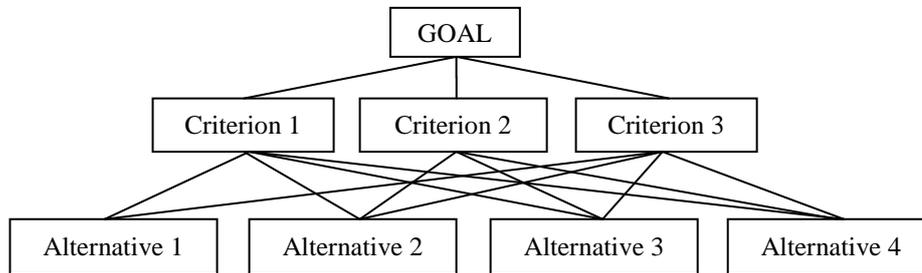 GOAL
Criterion 1
Criterion 2
Criterion 3
Alternative 1
Alternative 2
Alternative 3
Alternative 4